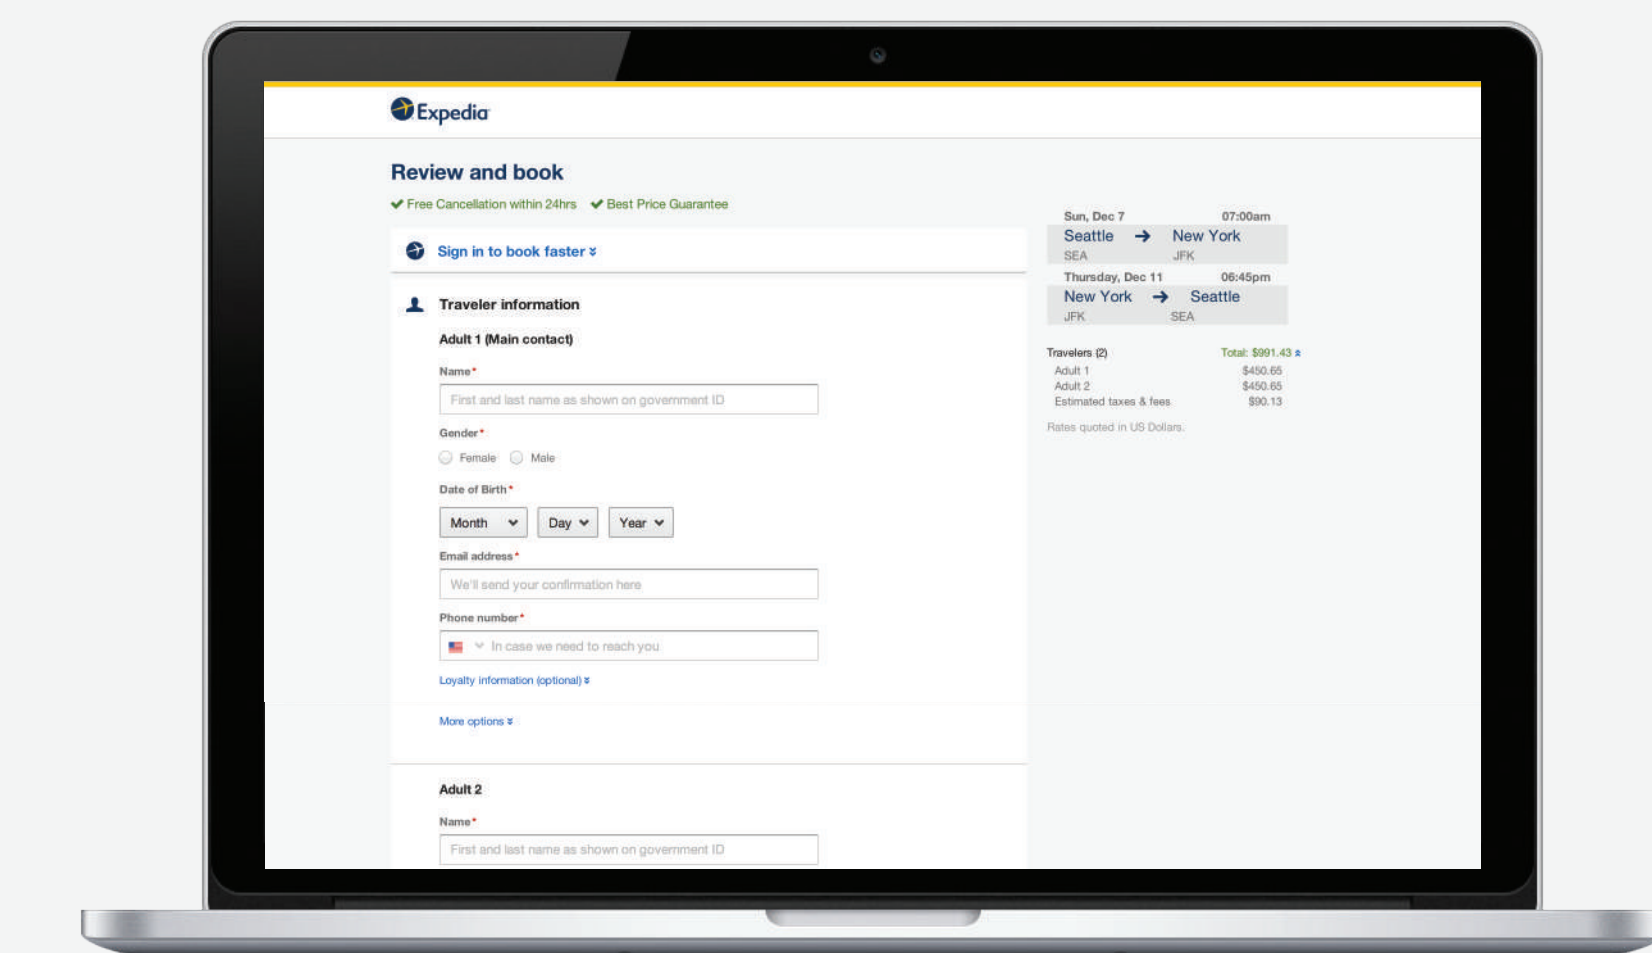 Expedia
Review and book
Free Cancellation within 24hrs Best Price Guarantee
Sign in to book faster
Traveler information
Adult 1 (Main contact)
Name*
First and last name as shown on government ID
Gender*
Female Male
Date of Birth*
Month Day Year
Email address*
We'll send your confirmation here
Phone number*
In case we need to reach you
Loyalty information (optional)
More options
Adult 2
Name*
First and last name as shown on government ID
Sun, Dec 7 07:00am
Seattle → New York
SEA JFK
Thursday, Dec 11 06:45pm
New York → Seattle
JFK SEA
Travelers (2) Total: $991.43
Adult 1 $450.65
Adult 2 $450.65
Estimated taxes & fees $90.13
Rates quoted in US Dollars.